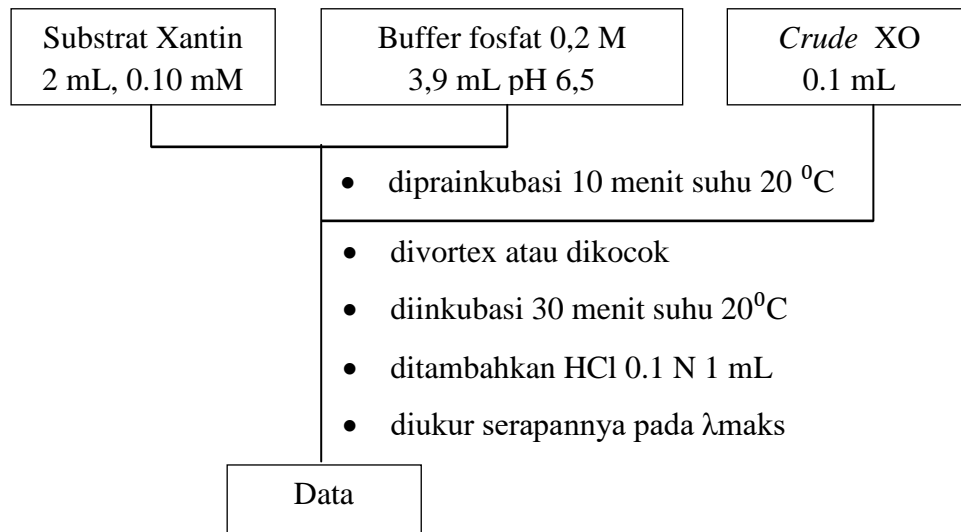 Substrat Xantin
2 mL, 0.10 mM
Buffer fosfat 0,2 M
3,9 mL pH 6,5
Crude XO
0.1 mL
• diprainkubasi 10 menit suhu 20 ⁰C
• divortex atau dikocok
• diinkubasi 30 menit suhu 20⁰C
• ditambahkan HCl 0.1 N 1 mL
• diukur serapannya pada λmaks
Data